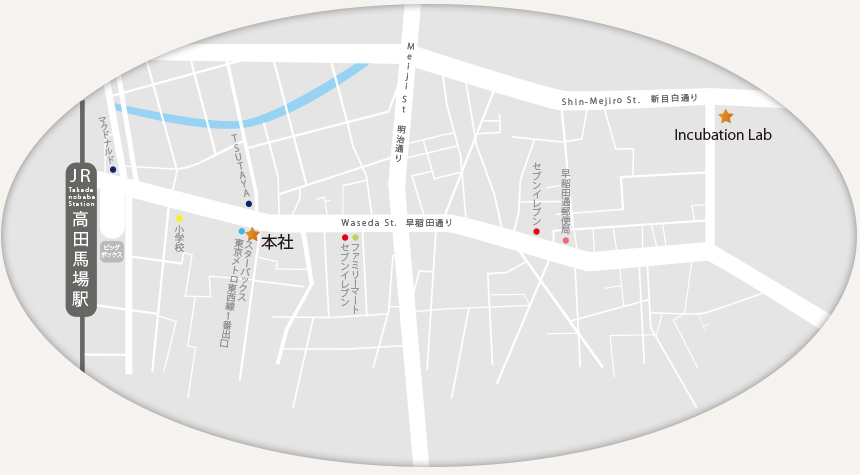 Meiji St 明治通り
Shin-Mejiro St. 新目白通り
Incubation Lab
マクドナルド
TSUTAYA
JR
Takada
nobaba
Station
高田馬場駅
ビッグ
ボックス
小学校
本社
スターバックス
東京メトロ東西線1番出口
Waseda St. 早稲田通り
ファミリーマート
セブンイレブン
セブンイレブン
早稲田通郵便局